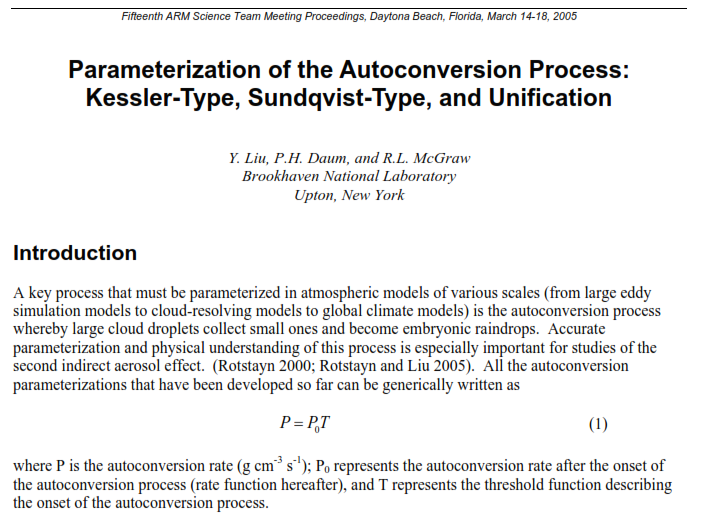 Fifteenth ARM Science Team Meeting Proceedings, Daytona Beach, Florida, March 14-18, 2005
Parameterization of the Autoconversion Process:
Kessler-Type, Sundqvist-Type, and Unification
Y. Liu, P.H. Daum, and R.L. McGraw
Brookhaven National Laboratory
Upton, New York
Introduction
A key process that must be parameterized in atmospheric models of various scales (from large eddy
simulation models to cloud-resolving models to global climate models) is the autoconversion process
whereby large cloud droplets collect small ones and become embryonic raindrops. Accurate
parameterization and physical understanding of this process is especially important for studies of the
second indirect aerosol effect. (Rotstayn 2000; Rotstayn and Liu 2005). All the autoconversion
parameterizations that have been developed so far can be generically written as
P = P₀T (1)
where P is the autoconversion rate (g cm⁻³ s⁻¹); P₀ represents the autoconversion rate after the onset of
the autoconversion process (rate function hereafter), and T represents the threshold function describing
the onset of the autoconversion process.